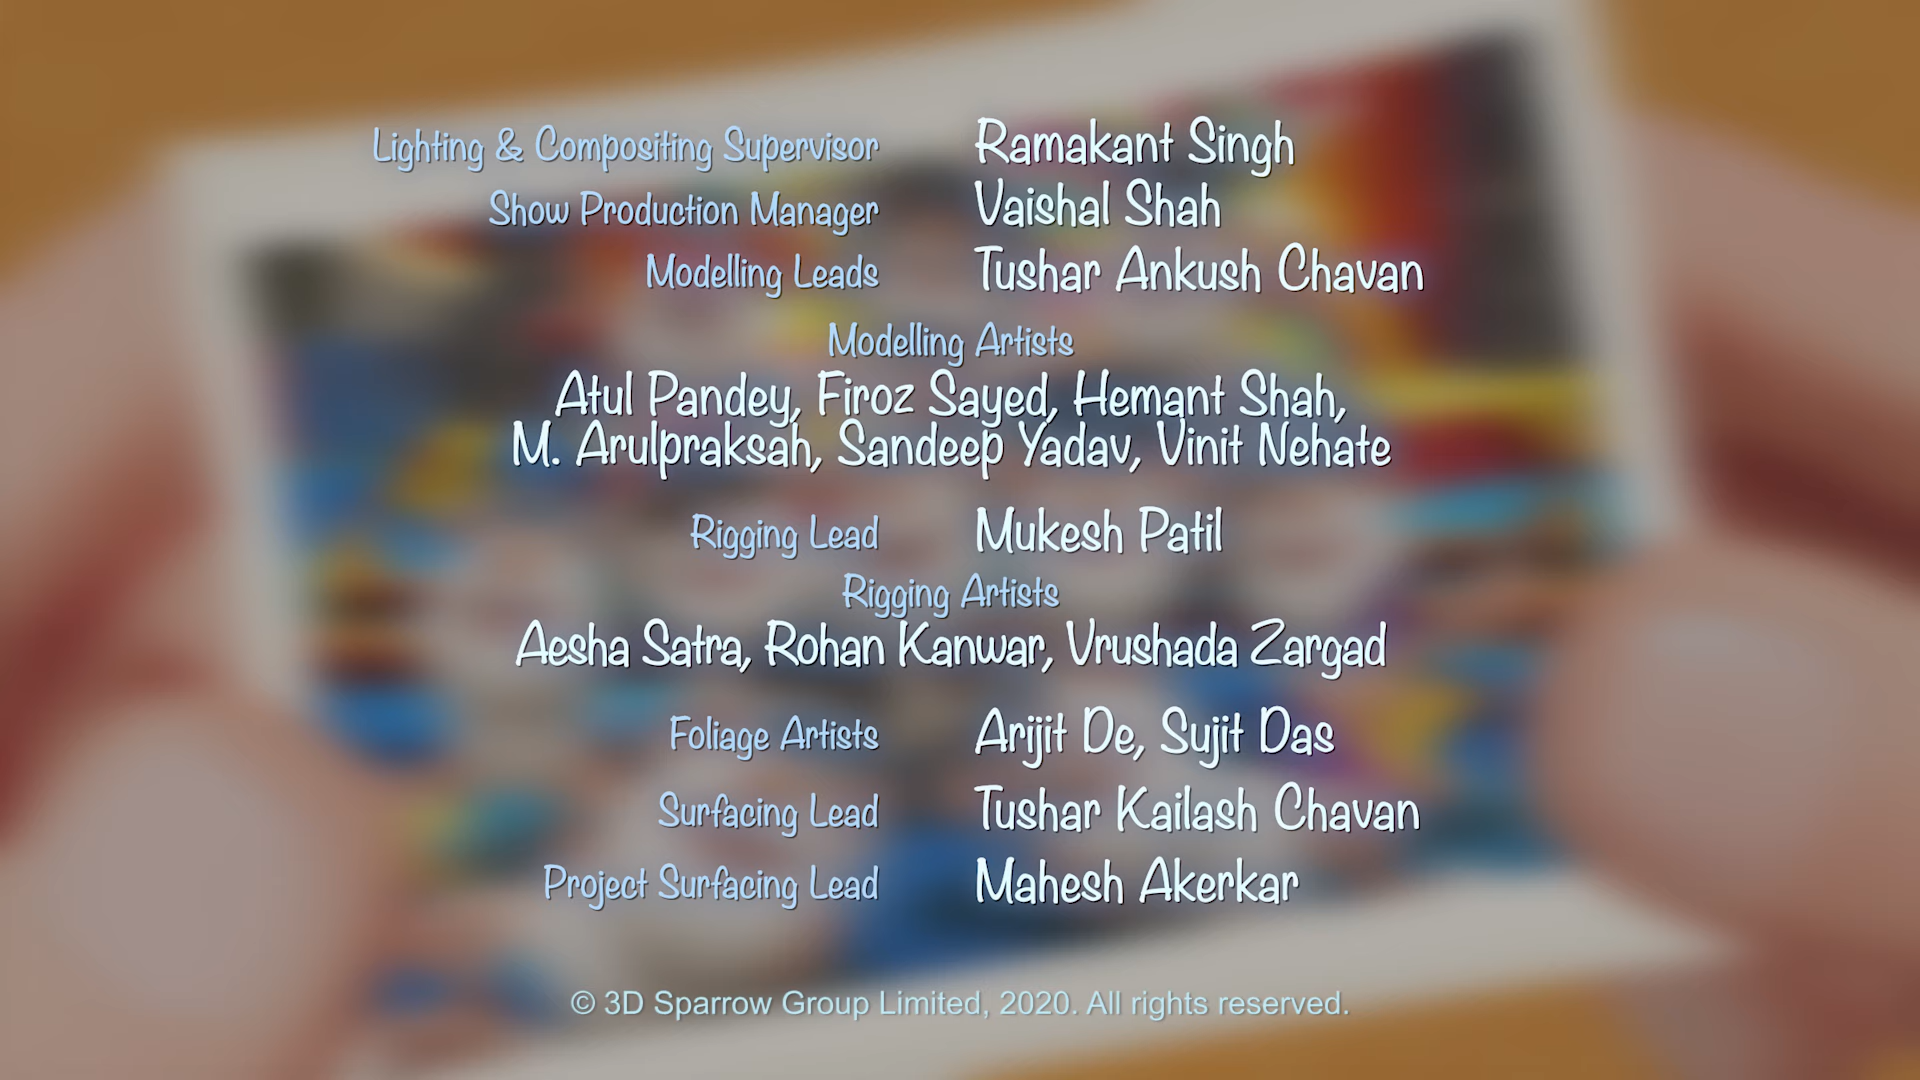 Lighting & Compositing Supervisor Ramakant Singh
Show Production Manager Vaishal Shah
Modelling Leads Tushar Ankush Chavan
Modelling Artists
Atul Pandey, Firoz Sayed, Hemant Shah,
M. Arulpraksah, Sandeep Yadav, Vinit Nehate
Rigging Lead Mukesh Patil
Rigging Artists
Aesha Satra, Rohan Kanwar, Vrushada Zargad
Foliage Artists Arijit De, Sujit Das
Surfacing Lead Tushar Kailash Chavan
Project Surfacing Lead Mahesh Akerkar
© 3D Sparrow Group Limited, 2020. All rights reserved.